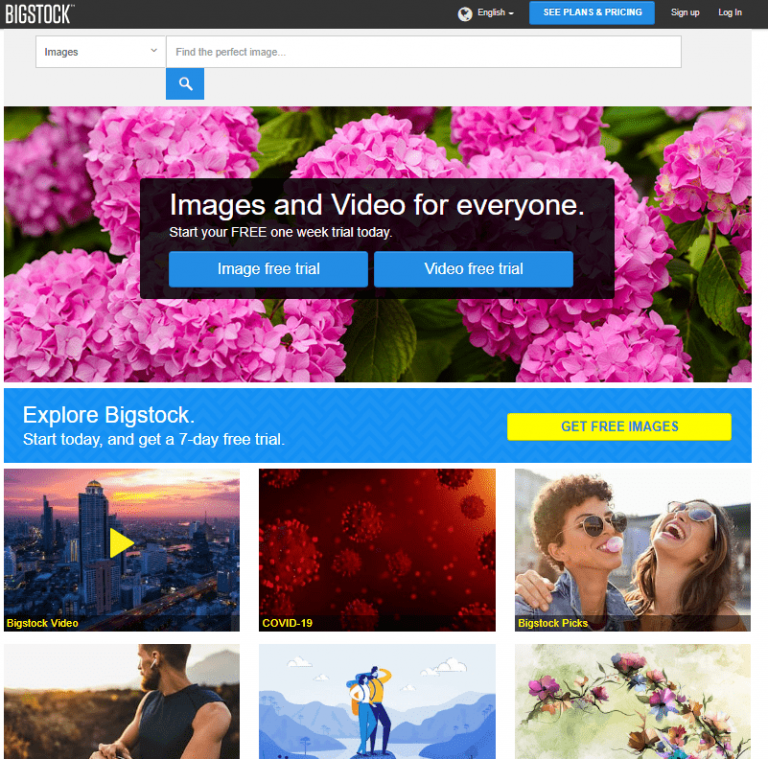 BIGSTOCK™
English
SEE PLANS & PRICING
Sign up
Log In
Images
Find the perfect image...
Images and Video for everyone.
Start your FREE one week trial today.
Image free trial
Video free trial
Explore Bigstock.
Start today, and get a 7-day free trial.
GET FREE IMAGES
Bigstock Video
COVID-19
Bigstock Picks